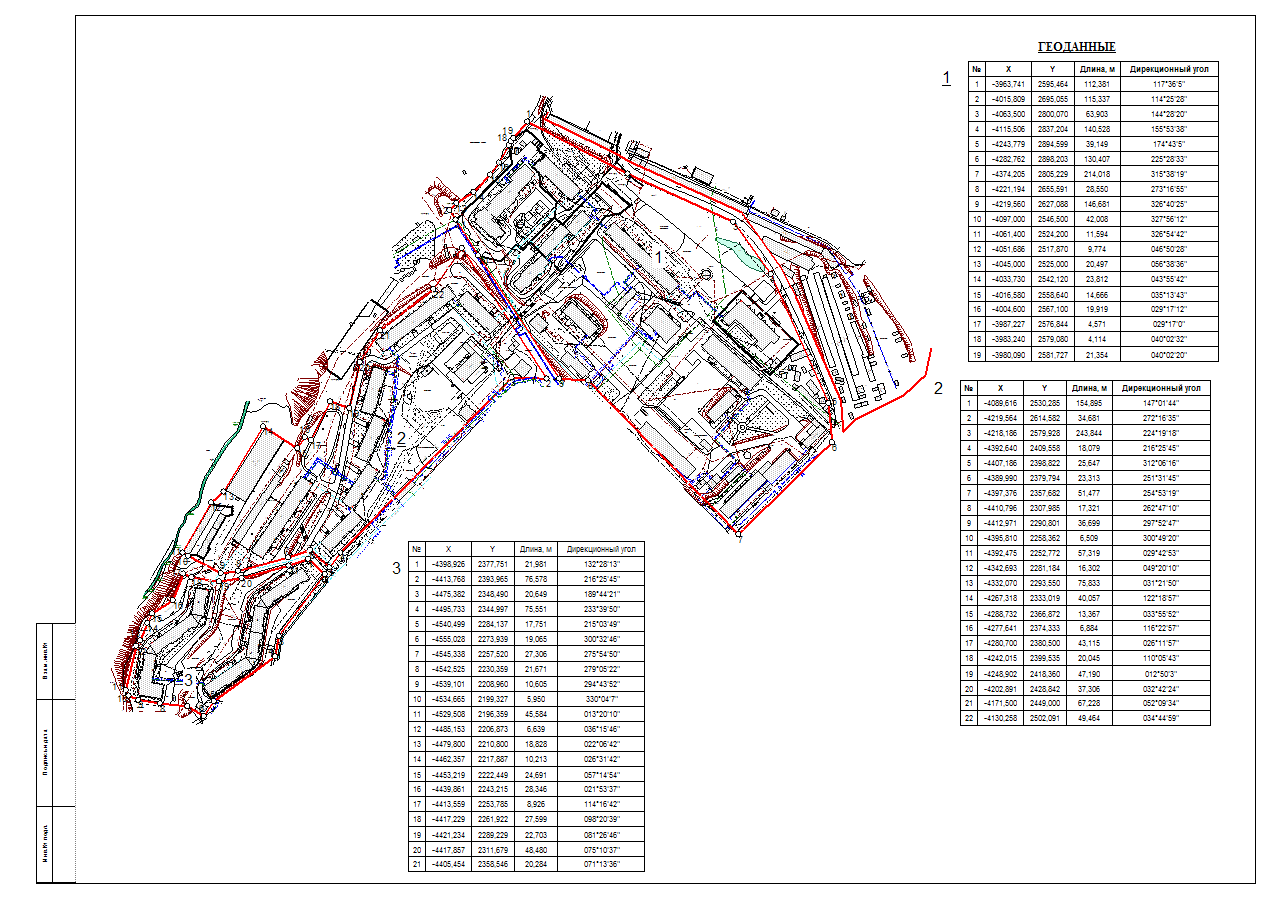 ГЕОДАННЫЕ
1
№ X Y Длина, м Дирекционный угол
1 -3963,741 2595,464 112,381 117°36'5"
2 -4015,809 2695,055 115,337 114°25'28"
3 -4063,500 2800,070 63,903 144°28'20"
4 -4115,506 2837,204 140,528 155°53'38"
5 -4243,779 2894,599 39,149 174°43'5"
6 -4282,762 2898,203 130,407 225°28'33"
7 -4374,205 2805,229 214,018 315°38'19"
8 -4221,194 2655,591 28,550 273°16'55"
9 -4219,560 2627,088 146,681 326°40'25"
10 -4097,000 2546,500 42,008 327°56'12"
11 -4061,400 2524,200 11,594 326°54'42"
12 -4051,686 2517,870 9,774 046°50'28"
13 -4045,000 2525,000 20,497 056°38'36"
14 -4033,730 2542,120 23,812 043°55'42"
15 -4016,580 2558,640 14,666 035°13'43"
16 -4004,600 2567,100 19,919 029°17'12"
17 -3987,227 2576,844 4,571 029°17'0"
18 -3983,240 2579,080 4,114 040°02'32"
19 -3980,090 2581,727 21,354 040°02'20"
2
№ X Y Длина, м Дирекционный угол
1 -4089,616 2530,285 154,895 147°01'44"
2 -4219,564 2614,582 34,681 272°16'35"
3 -4218,186 2579,928 243,844 224°19'18"
4 -4392,640 2409,558 18,079 216°25'45"
5 -4407,186 2398,822 25,647 312°06'16"
6 -4389,990 2379,794 23,313 251°31'45"
7 -4397,376 2357,682 51,477 254°53'19"
8 -4410,796 2307,985 17,321 262°47'10"
9 -4412,971 2290,801 36,699 297°52'47"
10 -4395,810 2258,362 6,509 300°49'20"
11 -4392,475 2252,772 57,319 029°42'53"
12 -4342,693 2281,184 16,302 049°20'10"
13 -4332,070 2293,550 75,833 031°21'50"
14 -4267,318 2333,019 40,057 122°18'57"
15 -4288,732 2366,872 13,367 033°55'52"
16 -4277,641 2374,333 6,884 116°22'57"
17 -4280,700 2380,500 43,115 026°11'57"
18 -4242,015 2399,535 20,045 110°05'43"
19 -4248,902 2418,360 47,190 012°50'3"
20 -4202,891 2428,842 37,306 032°42'24"
21 -4171,500 2449,000 67,228 052°09'34"
22 -4130,258 2502,091 49,464 034°44'59"
3
№ X Y Длина, м Дирекционный угол
1 -4398,926 2377,751 21,981 132°28'13"
2 -4413,768 2393,965 76,578 216°25'45"
3 -4475,382 2348,490 20,649 189°44'21"
4 -4495,733 2344,997 75,551 233°39'50"
5 -4540,499 2284,137 17,751 215°03'49"
6 -4555,028 2273,939 19,065 300°32'46"
7 -4545,338 2257,520 27,306 275°54'50"
8 -4542,525 2230,359 21,671 279°05'22"
9 -4539,101 2208,960 10,605 294°43'52"
10 -4534,665 2199,327 5,950 330°04'7"
11 -4529,508 2196,359 45,584 013°20'10"
12 -4485,153 2206,873 6,639 036°15'46"
13 -4479,800 2210,800 18,828 022°06'42"
14 -4462,357 2217,887 10,213 026°31'42"
15 -4453,219 2222,449 24,691 057°14'54"
16 -4439,861 2243,215 28,346 021°53'37"
17 -4413,559 2253,785 8,926 114°16'42"
18 -4417,229 2261,922 27,599 098°20'39"
19 -4421,234 2289,229 22,703 081°26'46"
20 -4417,857 2311,679 48,480 075°10'37"
21 -4405,454 2358,546 20,284 071°13'36"
1
2
3
Взам. инв.№
Подпись и дата
Инв.№ подл.